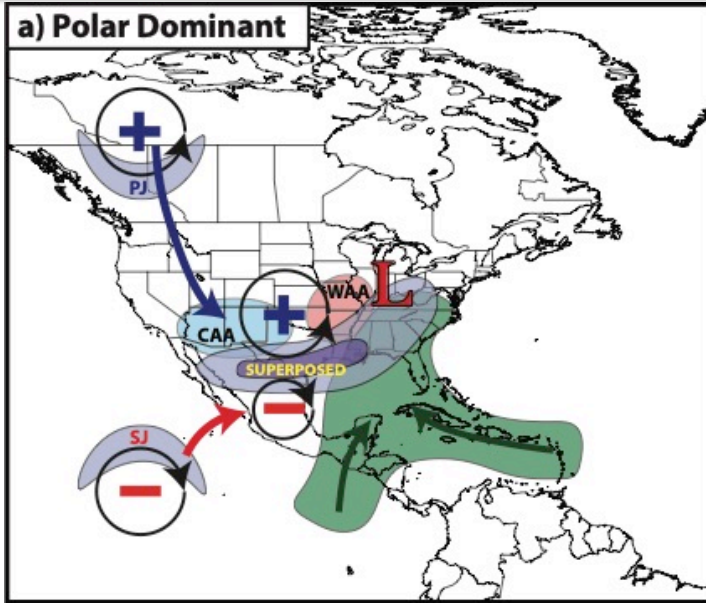 a) Polar Dominant
+
PJ
WAA
L
+
CAA
SUPERPOSED
−
SJ
−